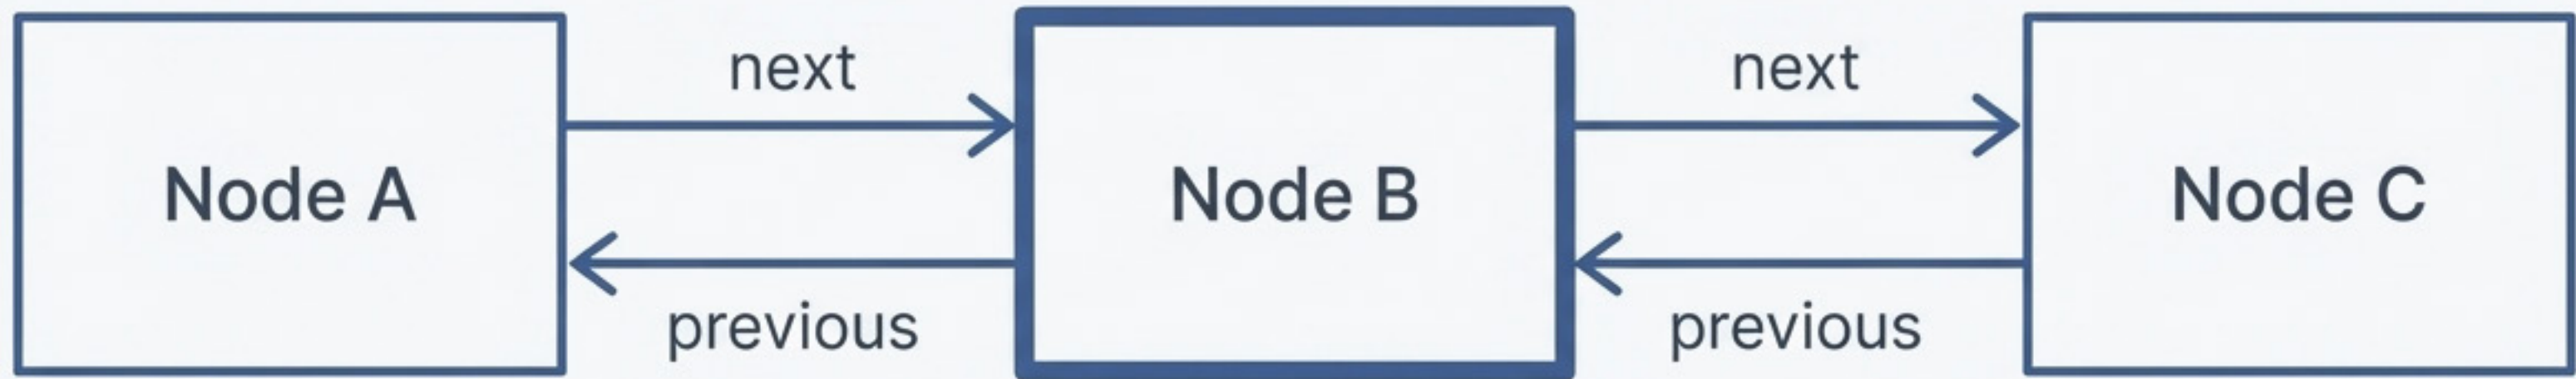 next
next
Node A
Node B
Node C
previous
previous